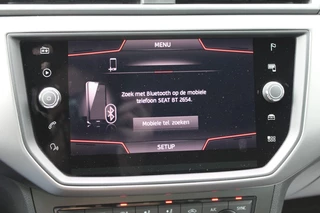 MENU
Zoek met Bluetooth op de mobiele
telefoon SEAT BT 2654.
Mobiele tel. zoeken
SETUP